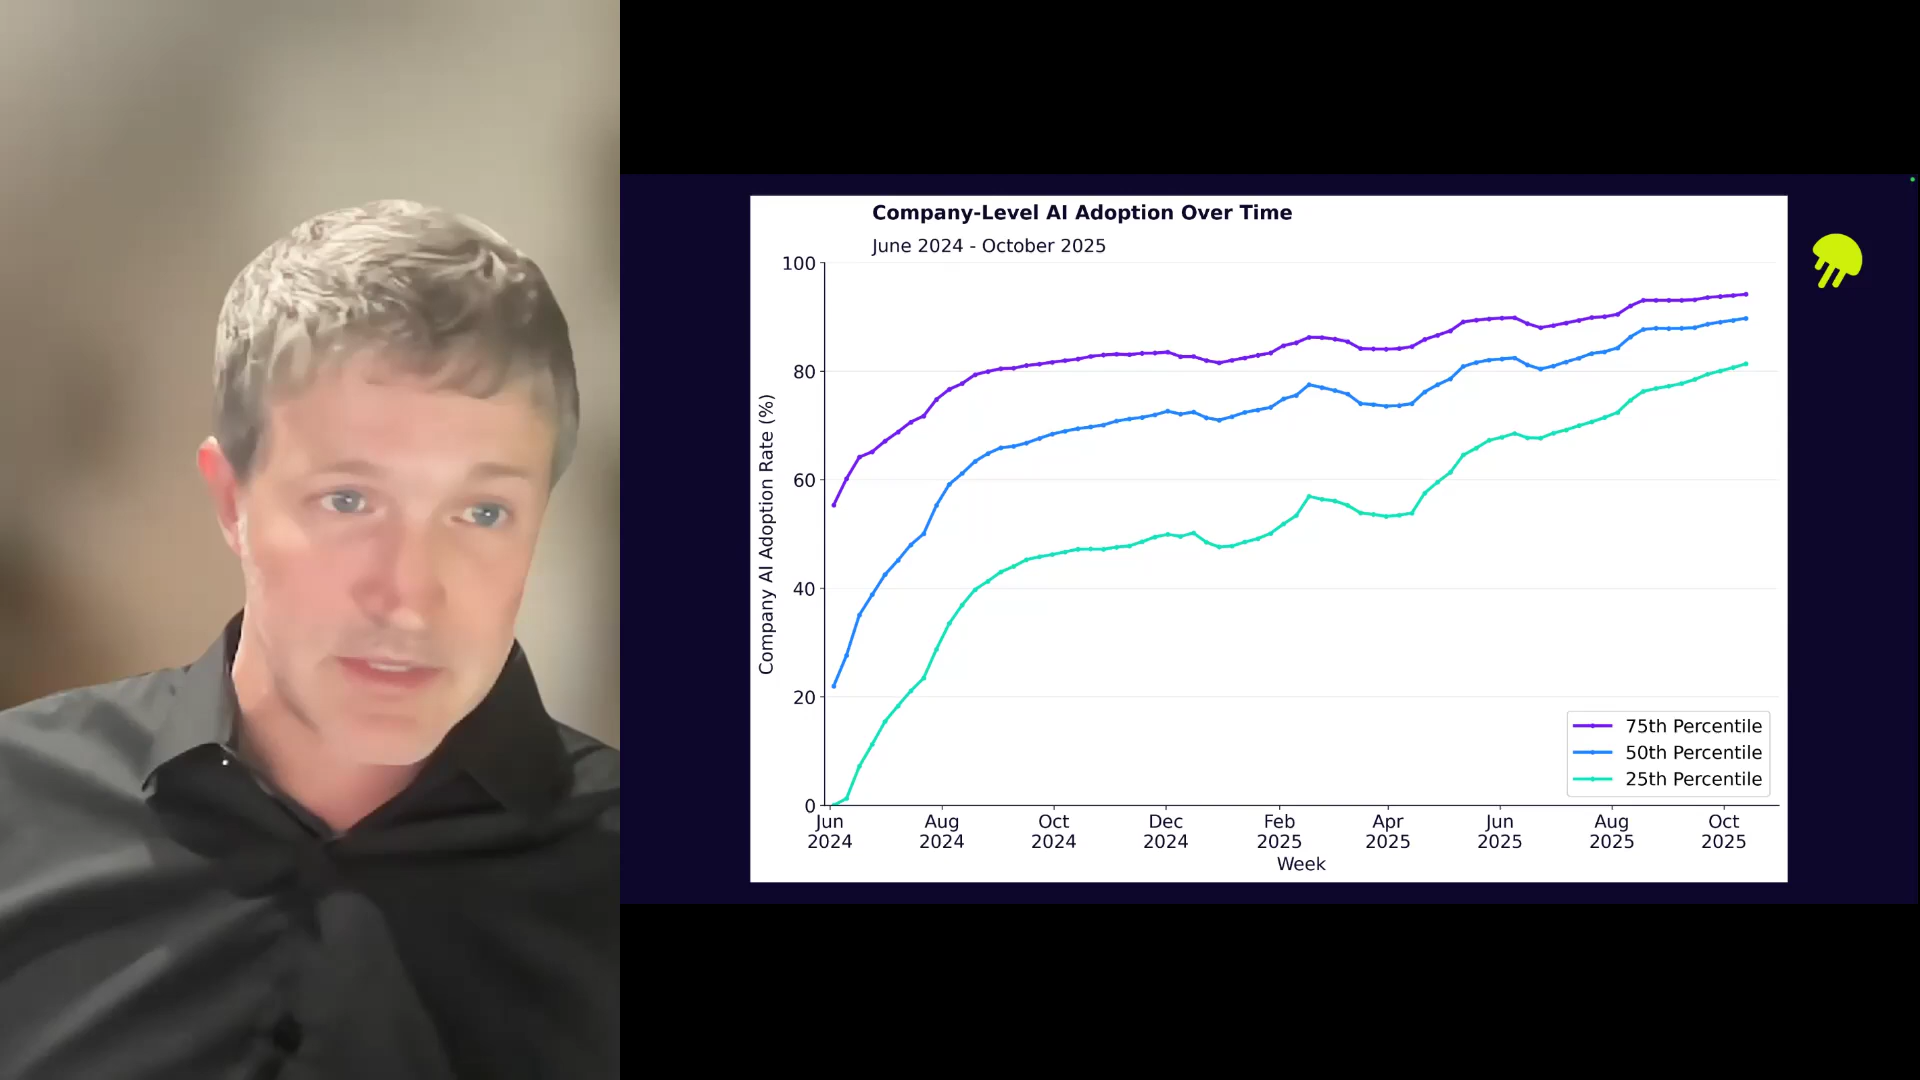 Company-Level AI Adoption Over Time
June 2024 - October 2025
Company AI Adoption Rate (%)
100
80
60
40
20
0
Jun Aug Oct Dec Feb Apr Jun Aug Oct
2024 2024 2024 2024 2025 2025 2025 2025 2025
Week
75th Percentile
50th Percentile
25th Percentile